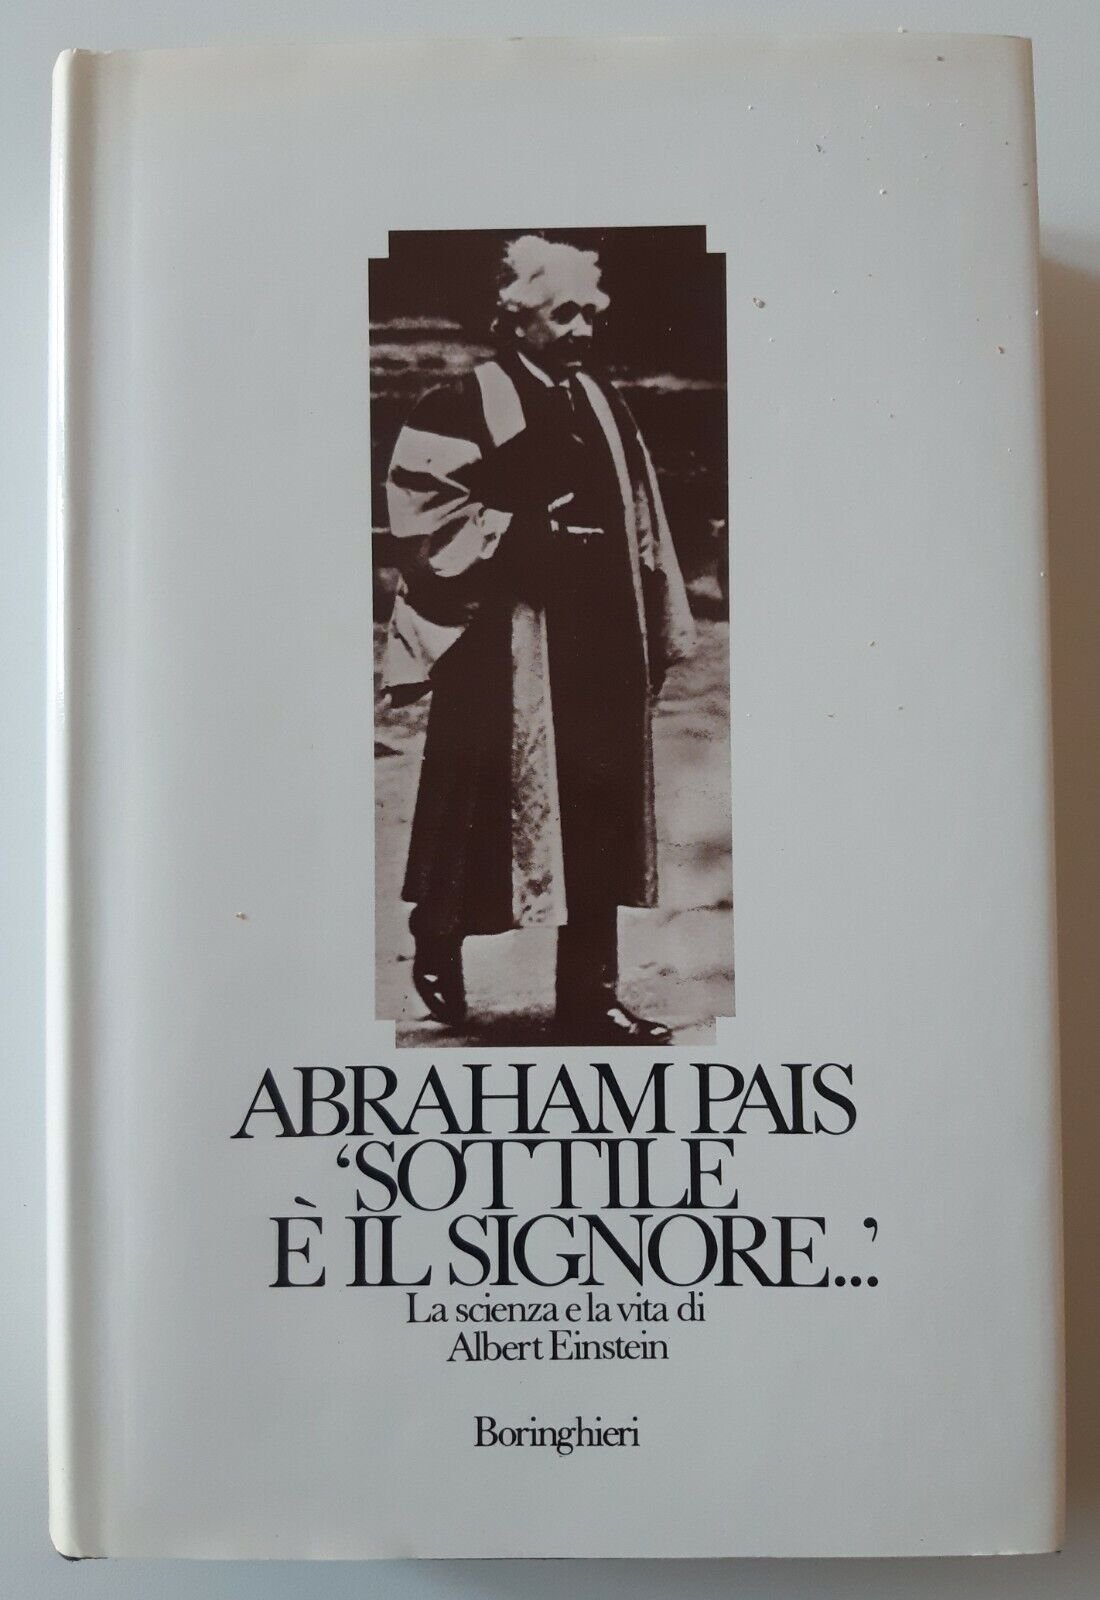 ABRAHAM PAIS
‘SOTTILE
È IL SIGNORE...’
La scienza e la vita di
Albert Einstein
Boringhieri